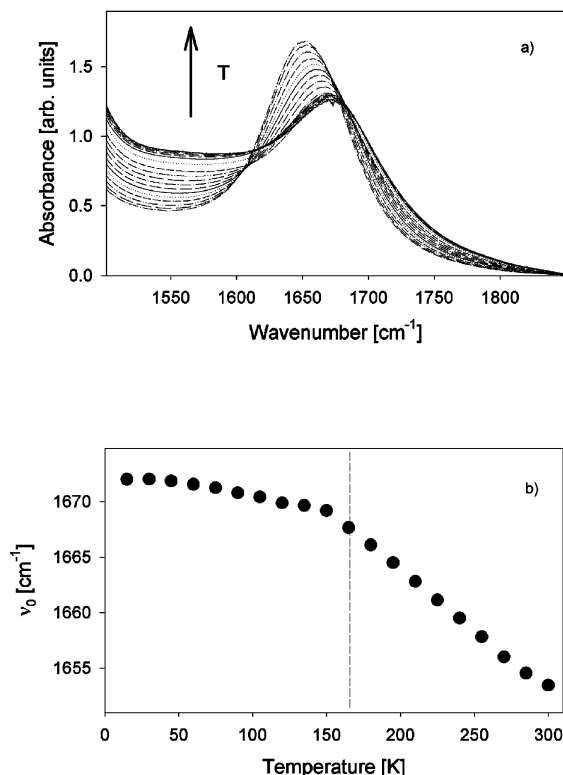 a)
T
Absorbance [arb. units]
1.5
1.0
0.5
0.0
1550 1600 1650 1700 1750 1800
Wavenumber [cm⁻¹]
b)
ν₀ [cm⁻¹]
1670
1665
1660
1655
0 50 100 150 200 250 300
Temperature [K]